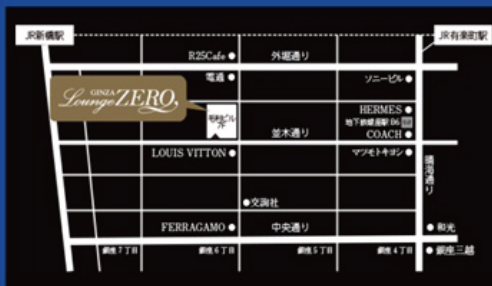 JR新橋駅
JR有楽町駅
R25Cafe
外堀通り
電通
ソニービル
GINZA
Lounge ZERO
ビル
7F
HERMES
地下鉄銀座駅 B6
並木通り
COACH
LOUIS VITTON
マツモトキヨシ
晴海通り
交詢社
FERRAGAMO
中央通り
和光
銀座7丁目
銀座6丁目
銀座5丁目
銀座4丁目
銀座三越